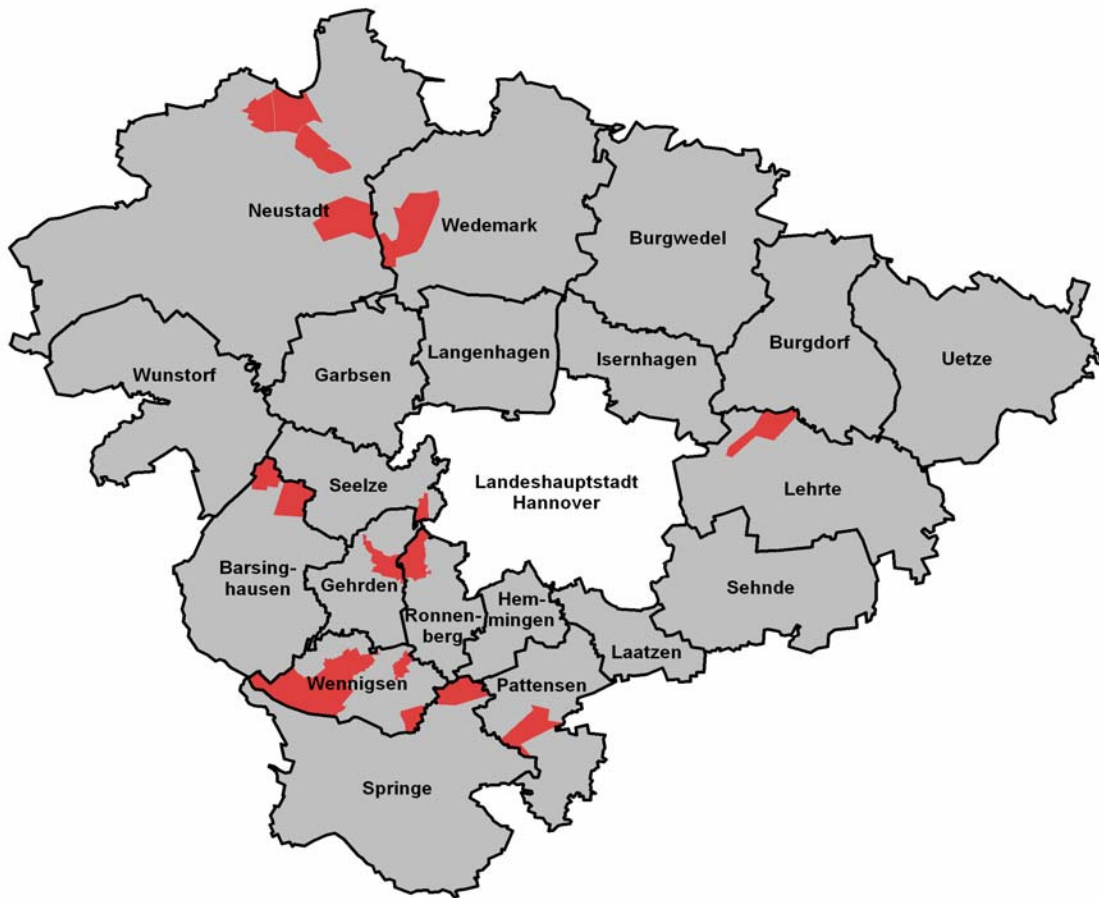 Neustadt
Wedemark
Burgwedel
Wunstorf
Garbsen
Langenhagen
Isernhagen
Burgdorf
Uetze
Seelze
Landeshauptstadt
Hannover
Lehrte
Barsing-
hausen
Gehrden
Ronnen-
berg
Hem-
mingen
Sehnde
Laatzen
Wennigsen
Pattensen
Springe